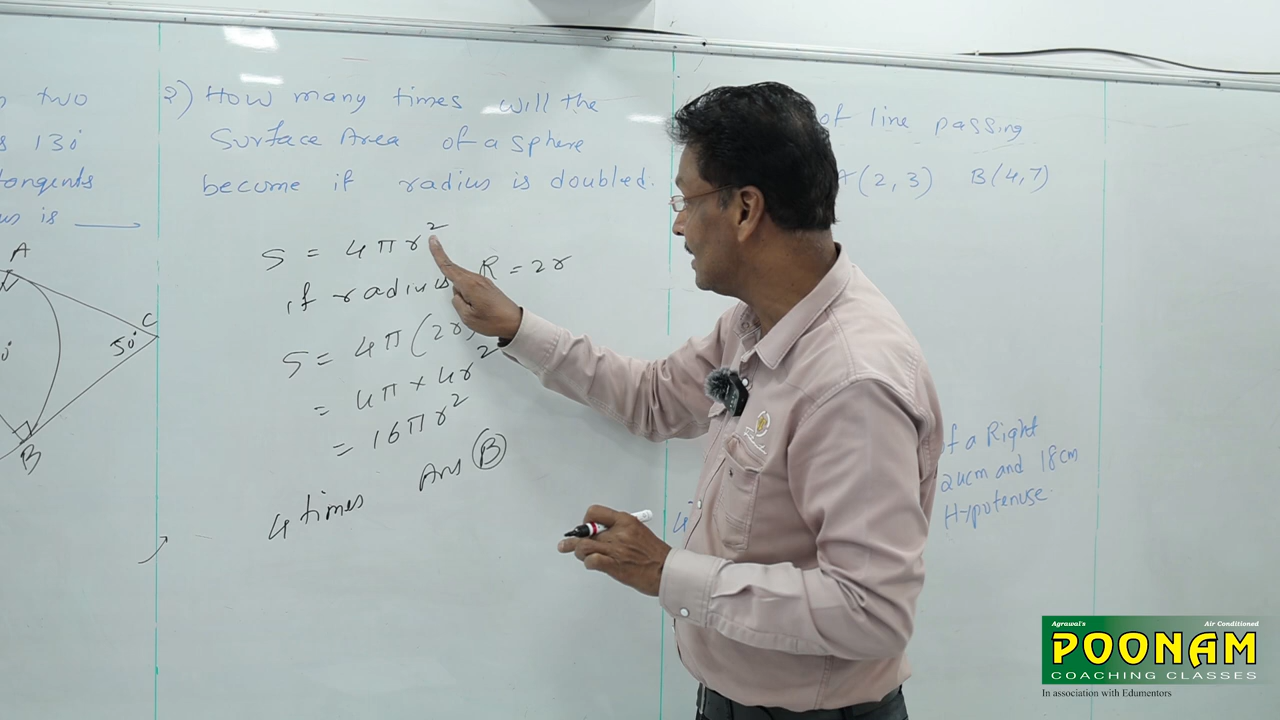 two
s 130
tangents
is
A
C
50°
B
2) How many times will the
Surface Area of a sphere
become if radius is doubled.
S = 4πr²
if radius R = 2r
S = 4π(2r)
= 4π × 4r²
= 16πr²
Ans B
4 times
of line passing
A(2,3) B(4,7)
of a Right
24cm and 18cm
Hypotenuse
4
Agrawal's Air Conditioned
POONAM
COACHING CLASSES
In association with Edumentors